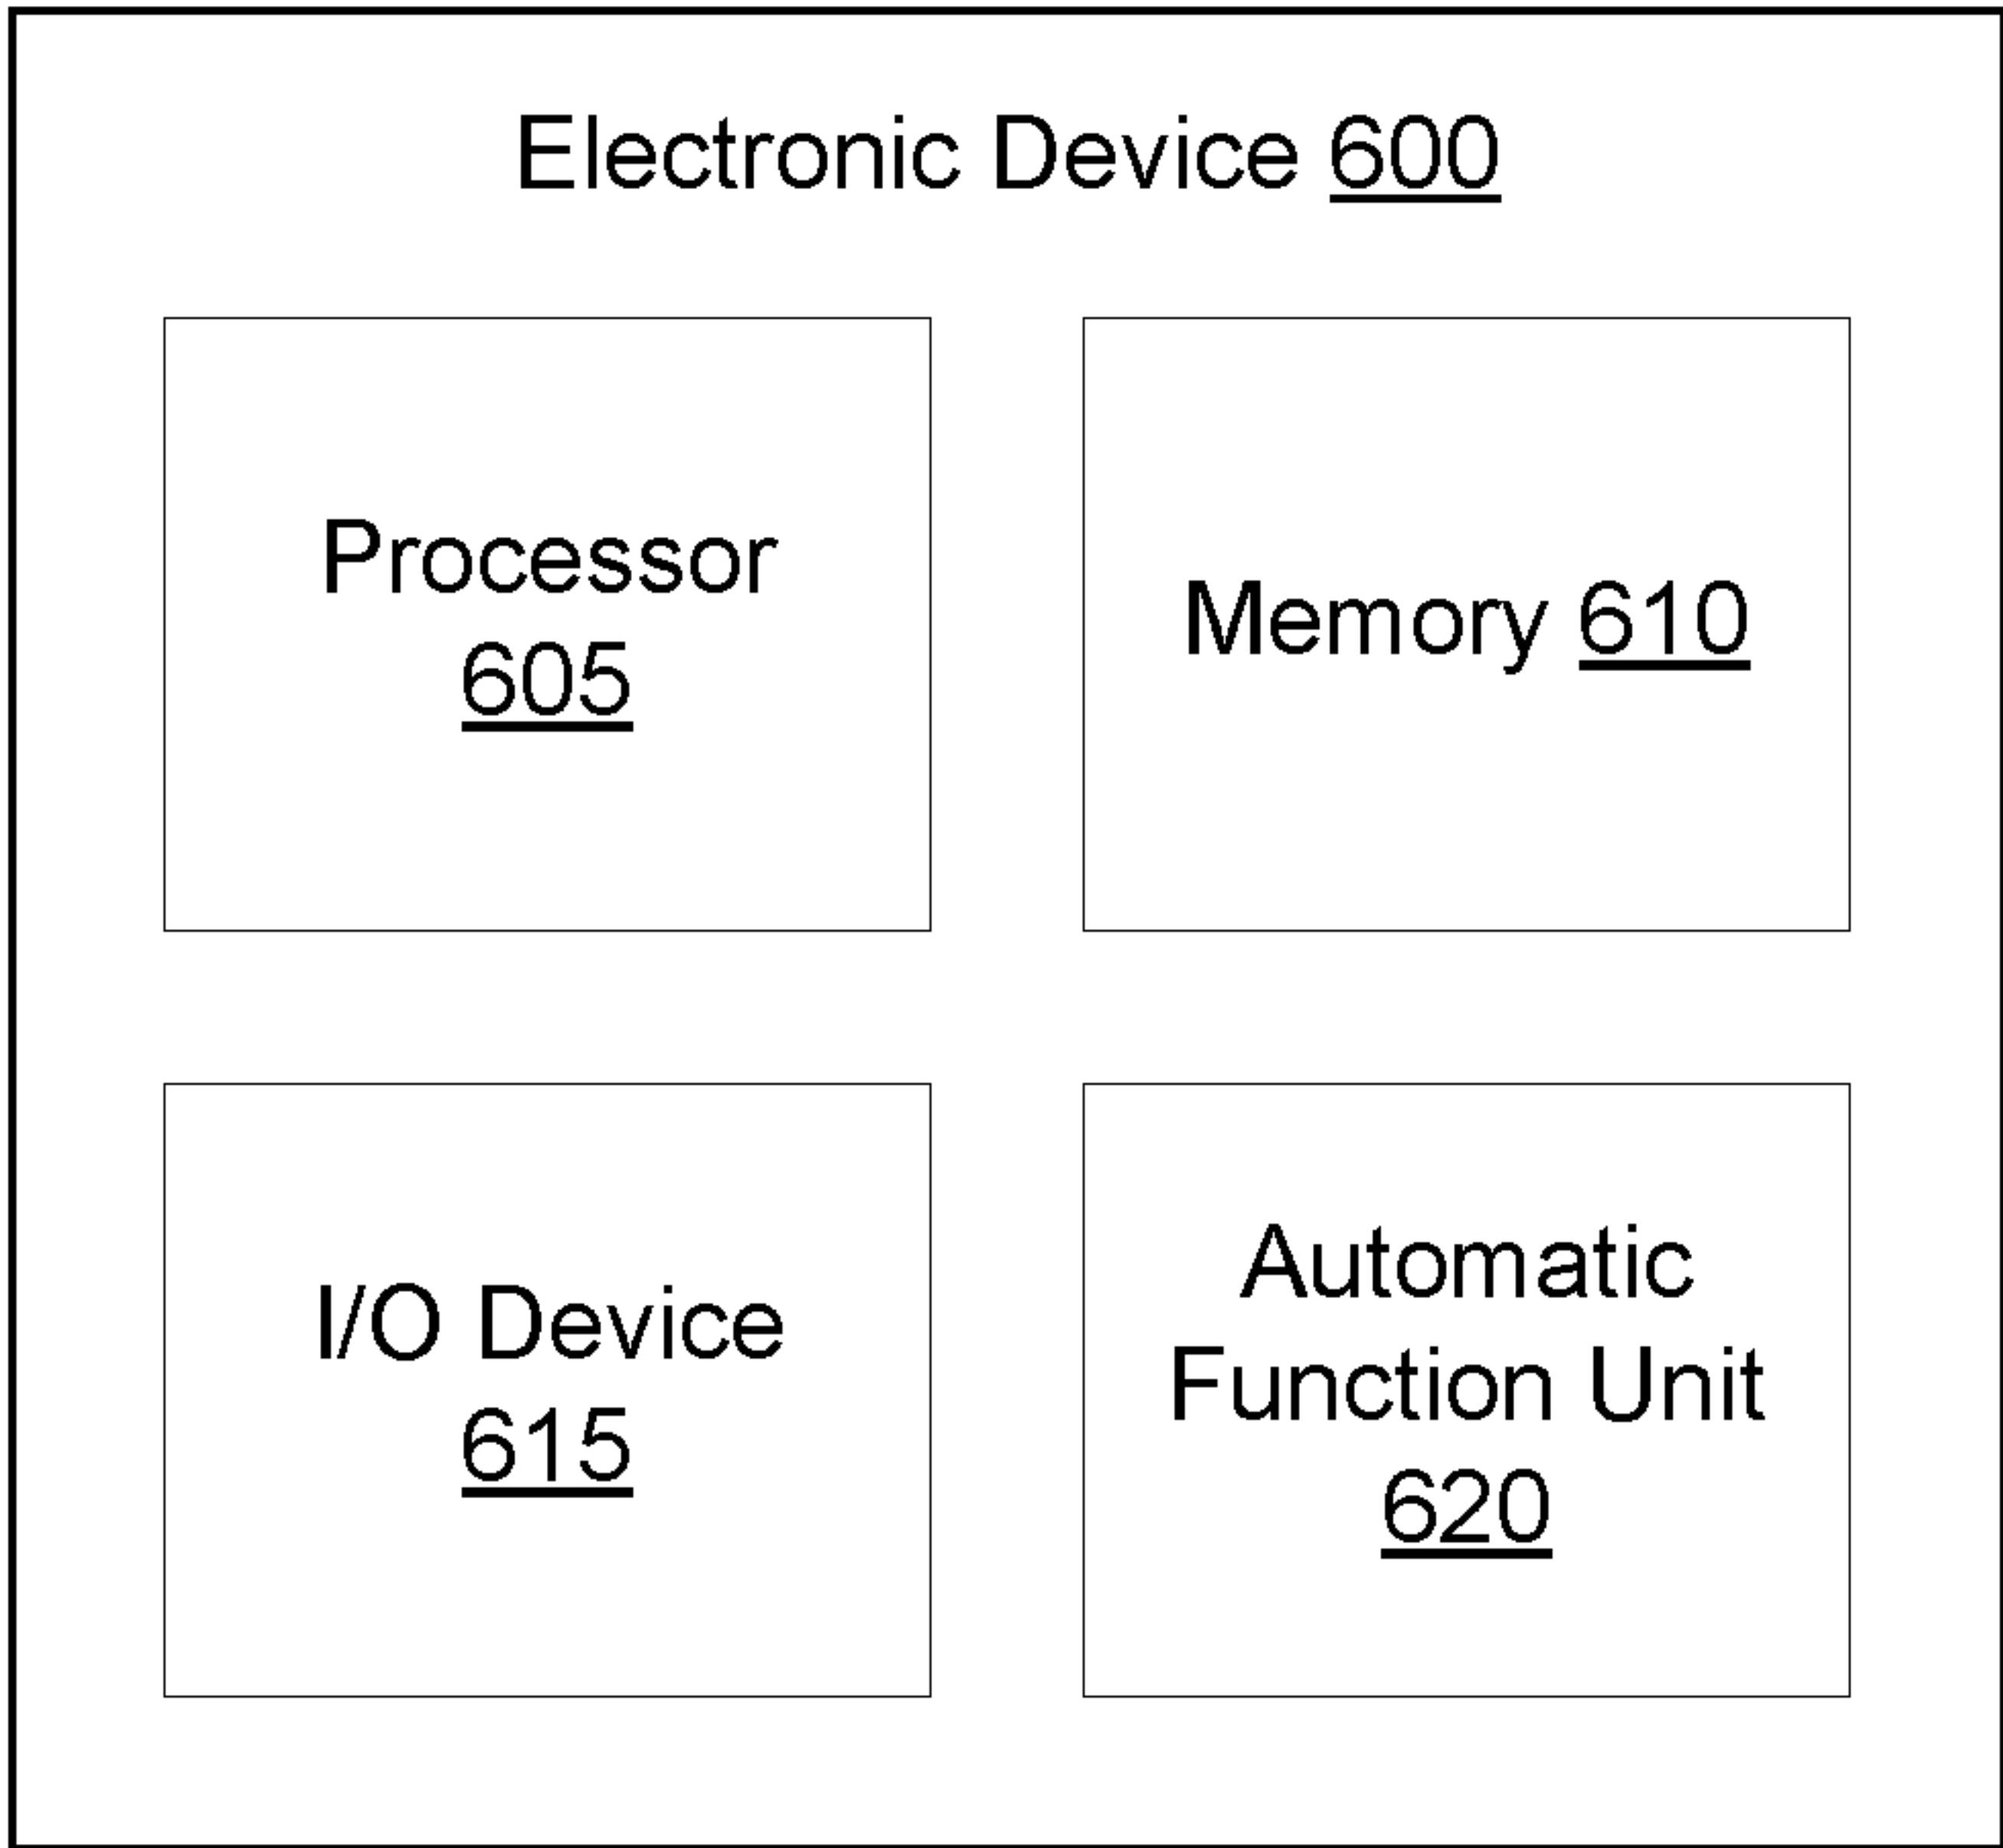 Electronic Device 600
Processor
605
Memory 610
I/O Device
615
Automatic
Function Unit
620